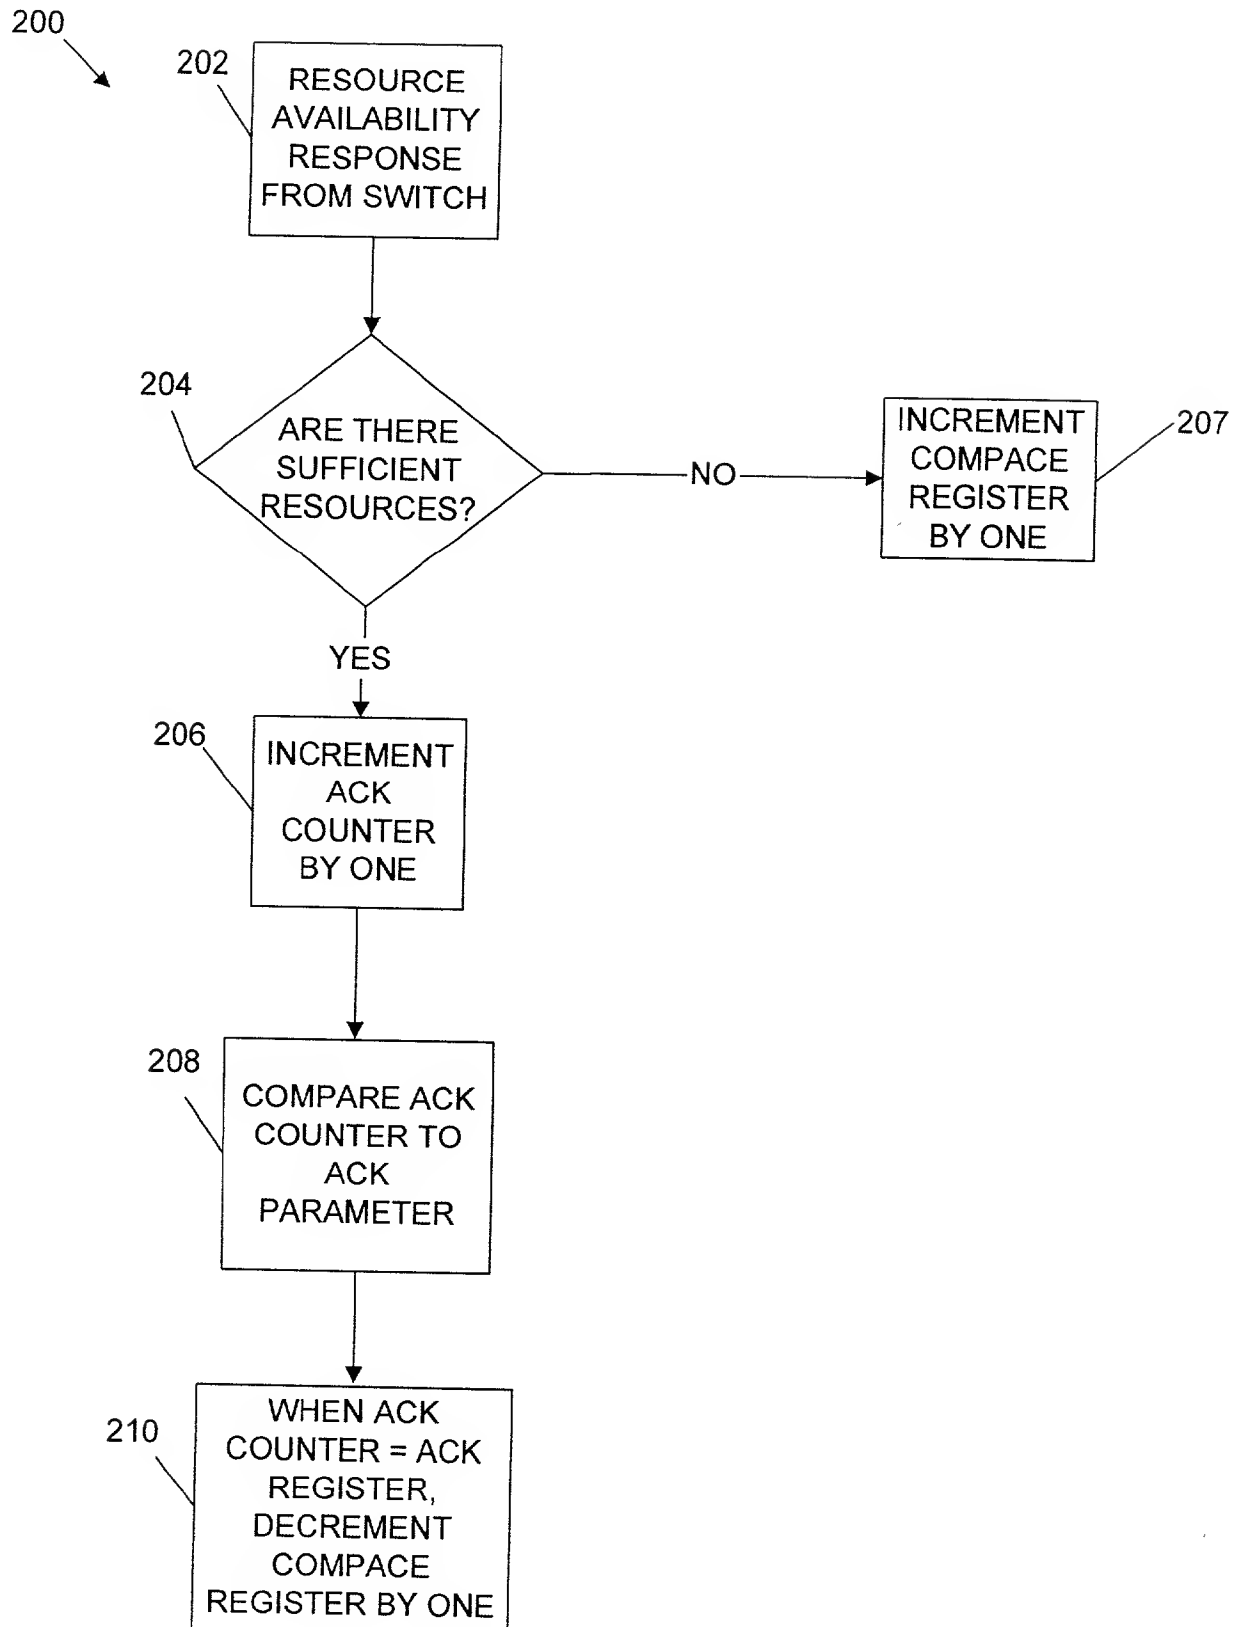 200
202
RESOURCE
AVAILABILITY
RESPONSE
FROM SWITCH
204
ARE THERE
SUFFICIENT
RESOURCES?
NO
INCREMENT
COMPACE
REGISTER
BY ONE
207
YES
206
INCREMENT
ACK
COUNTER
BY ONE
208
COMPARE ACK
COUNTER TO
ACK
PARAMETER
210
WHEN ACK
COUNTER = ACK
REGISTER,
DECREMENT
COMPACE
REGISTER BY ONE